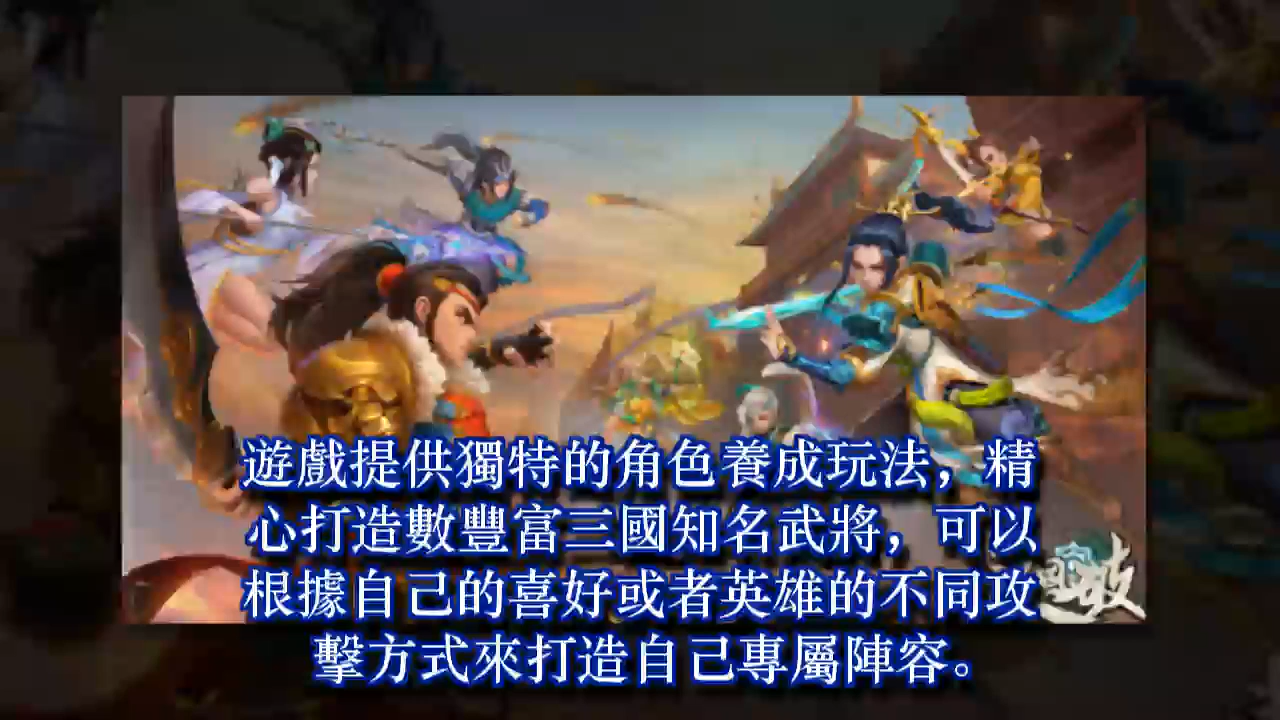 遊戲提供獨特的角色養成玩法，精
心打造數豐富三國知名武將，可以
根據自己的喜好或者英雄的不同攻
擊方式來打造自己專屬陣容。